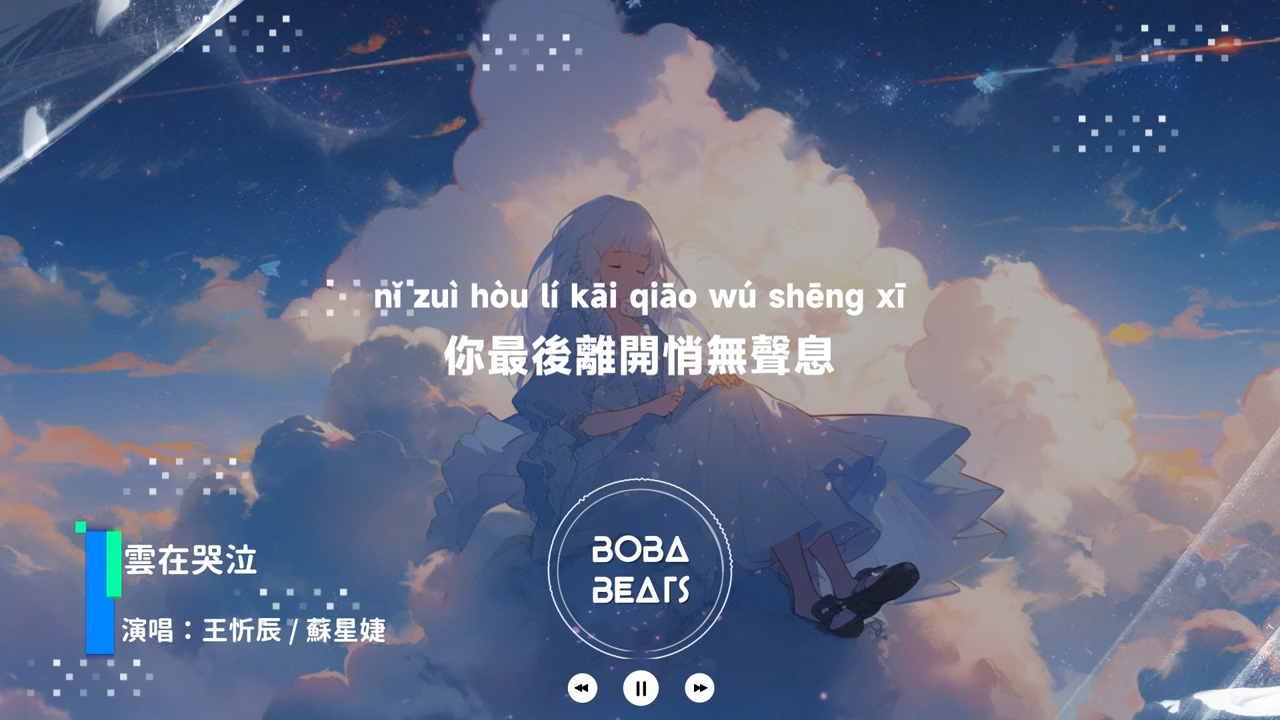 nǐ zuì hòu lí kāi qiāo wú shēng xī
你最後離開悄無聲息
BOBA
BEATS
雲在哭泣
演唱：王忻辰 / 蘇星婕